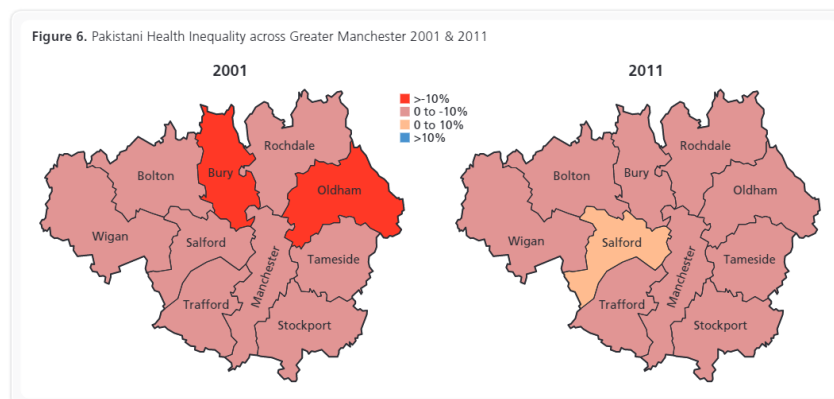 Figure 6. Pakistani Health Inequality across Greater Manchester 2001 & 2011
2001
2011
>-10%
0 to -10%
0 to 10%
>10%
Rochdale
Bolton
Bury
Oldham
Wigan
Salford
Manchester
Tameside
Trafford
Stockport
Rochdale
Bolton
Bury
Oldham
Wigan
Salford
Manchester
Tameside
Trafford
Stockport